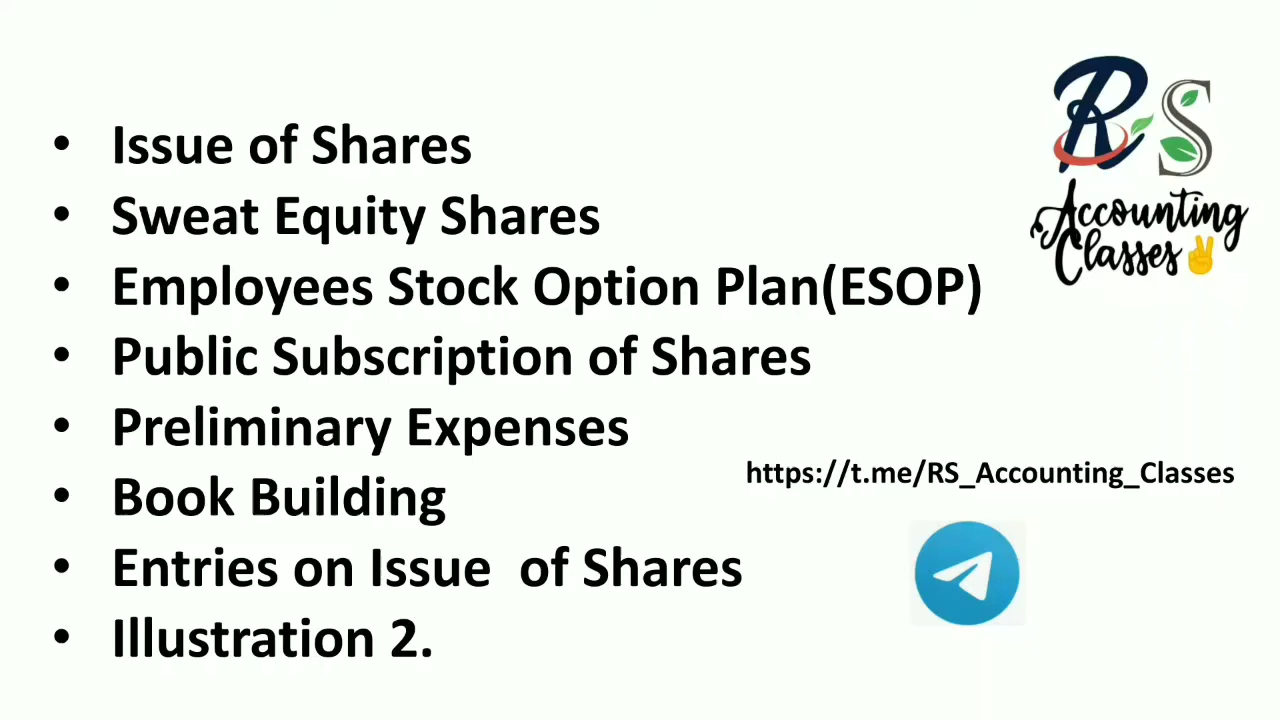 • Issue of Shares
• Sweat Equity Shares
• Employees Stock Option Plan(ESOP)
• Public Subscription of Shares
• Preliminary Expenses
• Book Building
• Entries on Issue  of Shares
• Illustration 2.
RS
Accounting
Classes✌
https://t.me/RS_Accounting_Classes